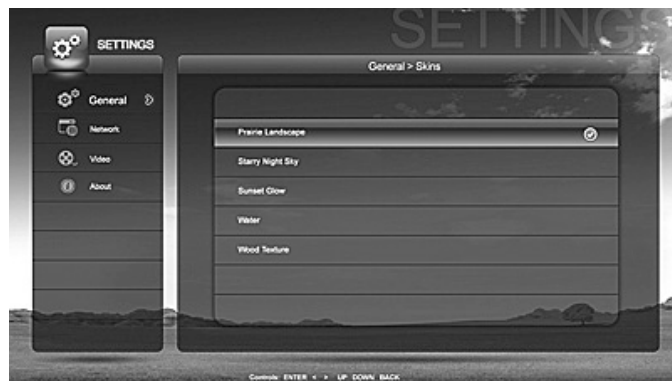 SETTINGS
SETTINGS
General > Skins
General
Network
Video
About
Prairie Landscape
Starry Night Sky
Sunset Glow
Water
Wood Texture
Controls: ENTER < > UP DOWN BACK